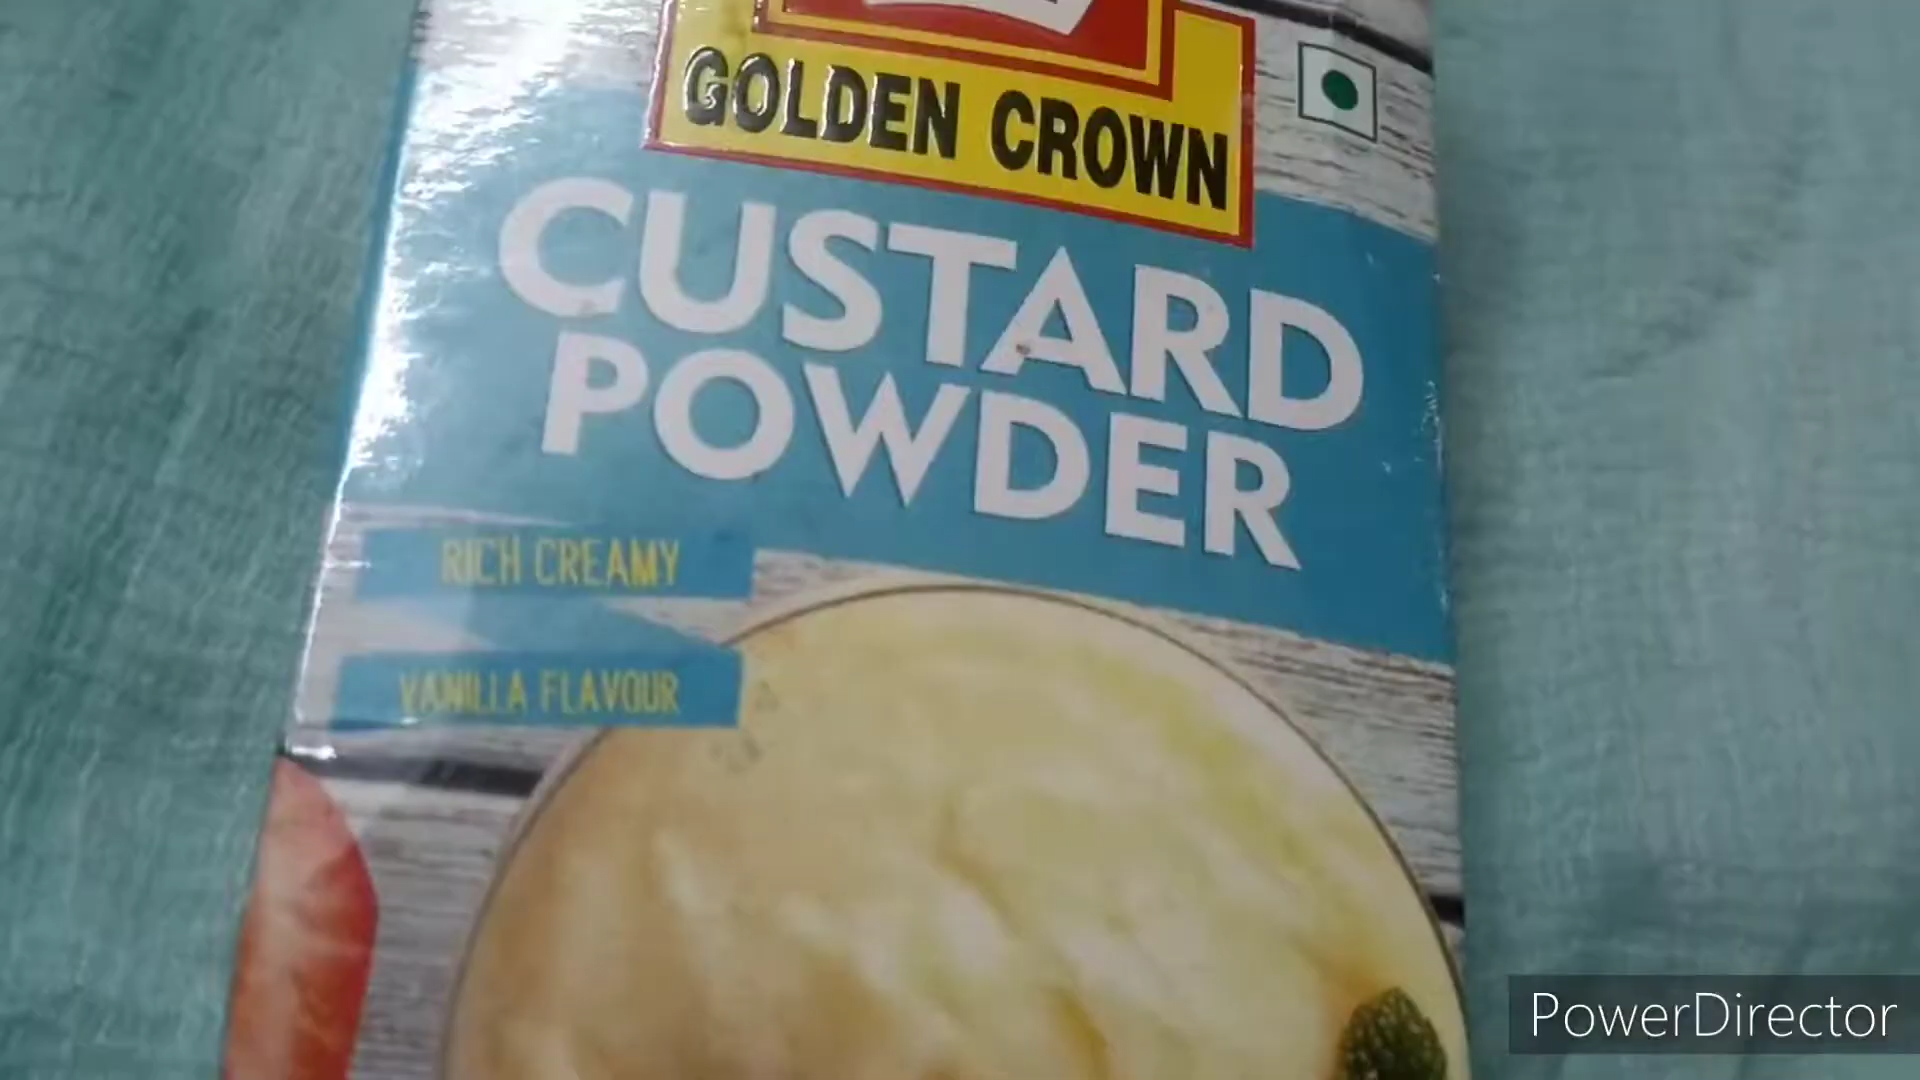 GOLDEN CROWN
CUSTARD
POWDER
RICH CREAMY
VANILLA FLAVOUR
PowerDirector